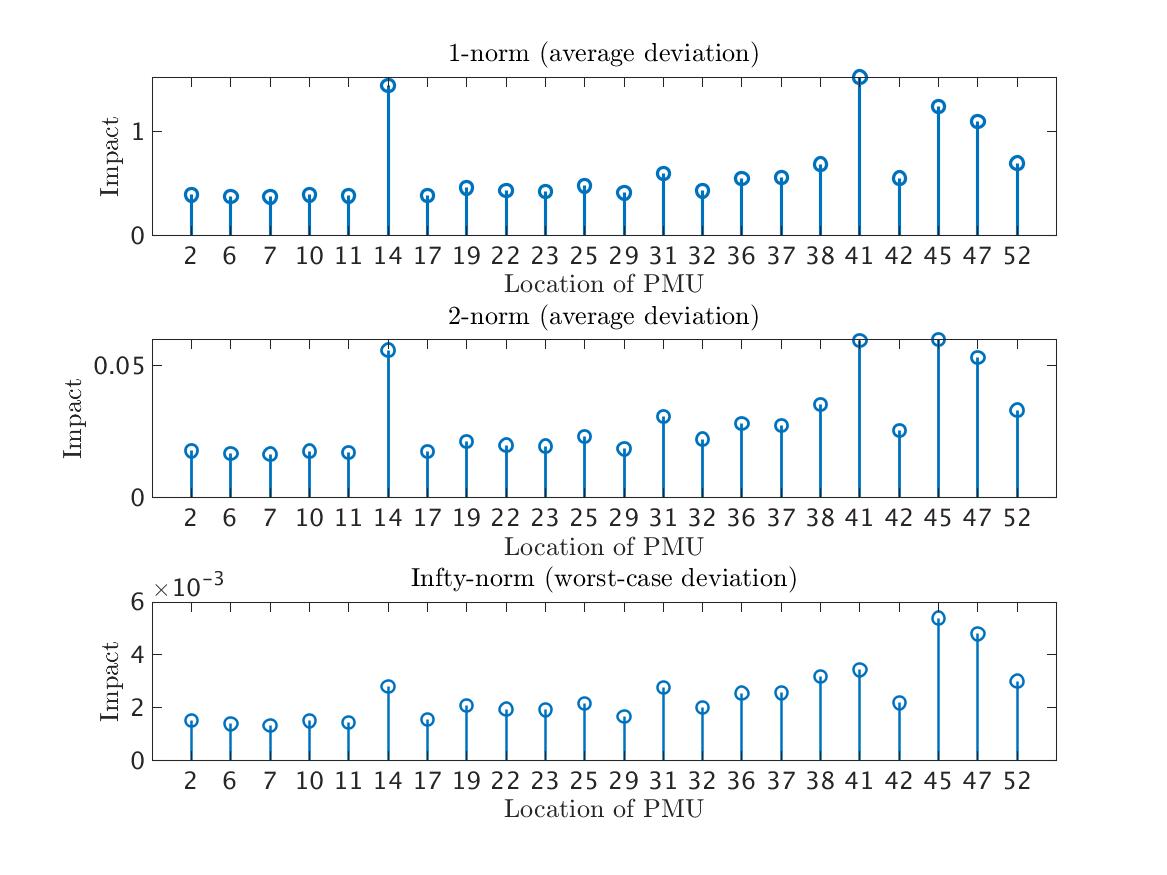 1-norm (average deviation)
Impact
1
0
2 6 7 10 11 14 17 19 22 23 25 29 31 32 36 37 38 41 42 45 47 52
Location of PMU
2-norm (average deviation)
Impact
0.05
0
2 6 7 10 11 14 17 19 22 23 25 29 31 32 36 37 38 41 42 45 47 52
Location of PMU
Infty-norm (worst-case deviation)
×10⁻³
Impact
6
4
2
0
2 6 7 10 11 14 17 19 22 23 25 29 31 32 36 37 38 41 42 45 47 52
Location of PMU